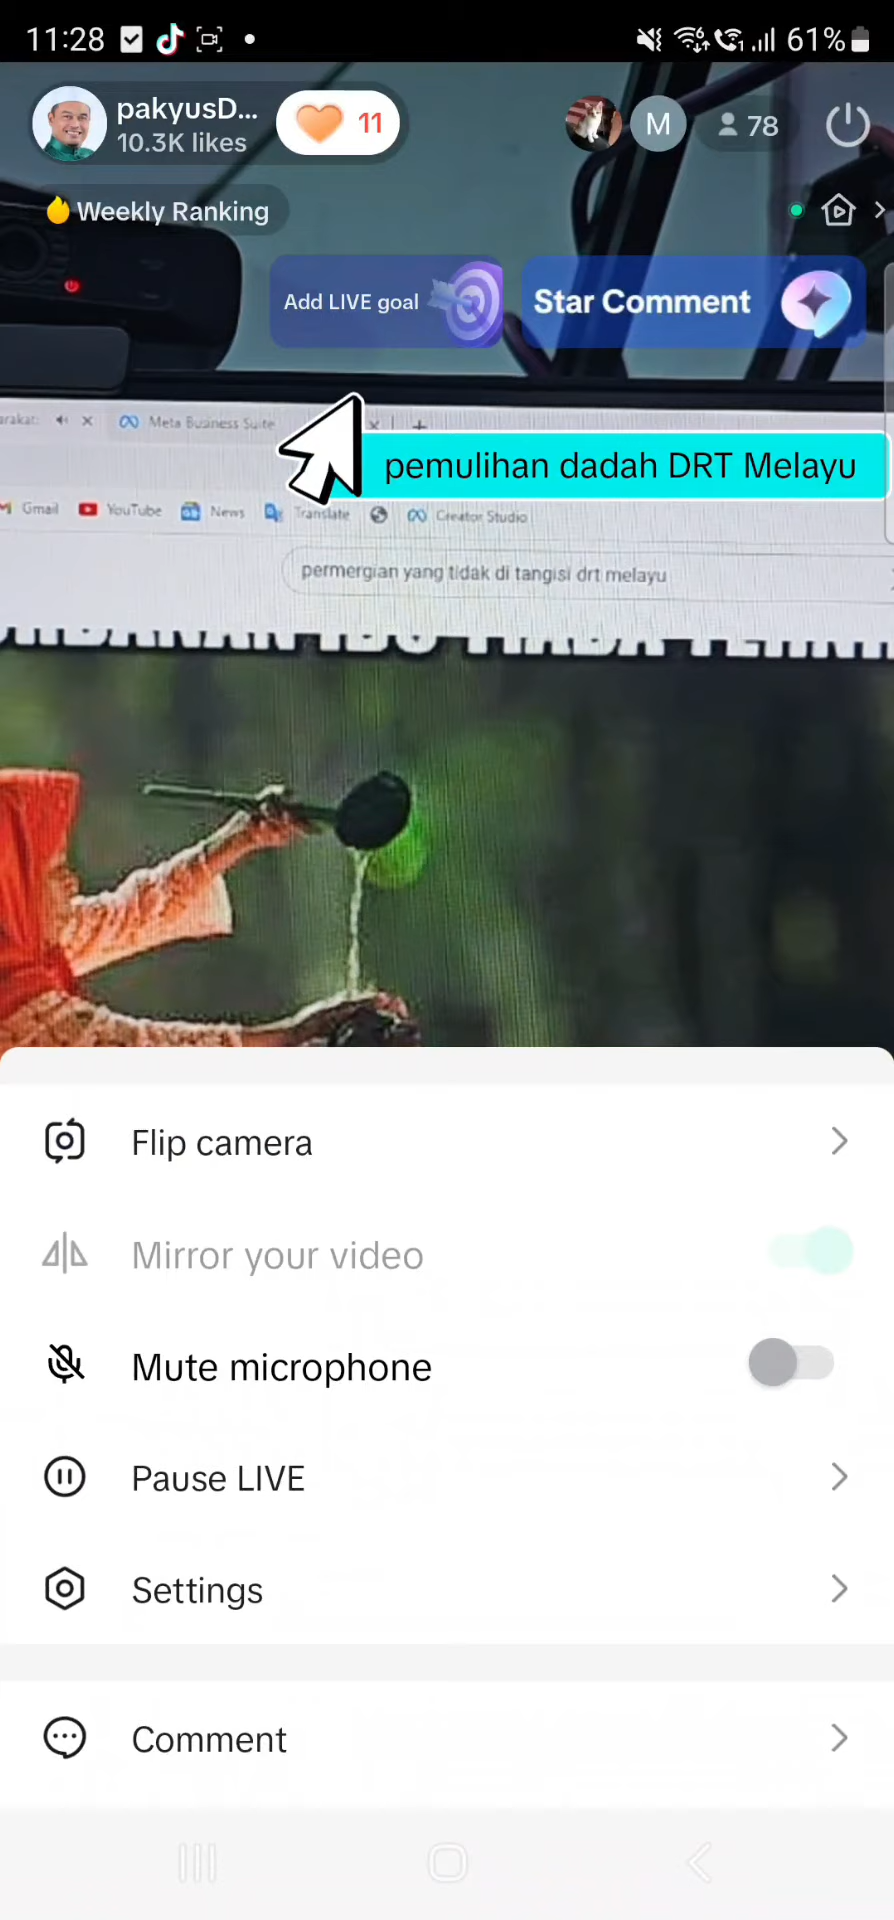 11:28
61%
pakyusD...
10.3K likes
11
M
78
Weekly Ranking
Add LIVE goal
Star Comment
Meta Business Suite
pemulihan dadah DRT Melayu
Gmail
YouTube
News
Translate
Creator Studio
permergian yang tidak di tangisi drt melayu
Flip camera
Mirror your video
Mute microphone
Pause LIVE
Settings
Comment